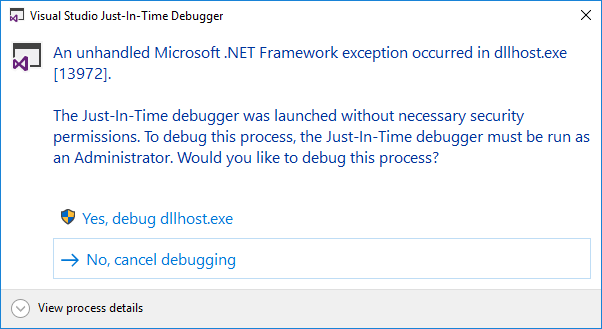 Visual Studio Just-In-Time Debugger
An unhandled Microsoft .NET Framework exception occurred in dllhost.exe
[13972].
The Just-In-Time debugger was launched without necessary security
permissions. To debug this process, the Just-In-Time debugger must be run as
an Administrator. Would you like to debug this process?
Yes, debug dllhost.exe
No, cancel debugging
View process details